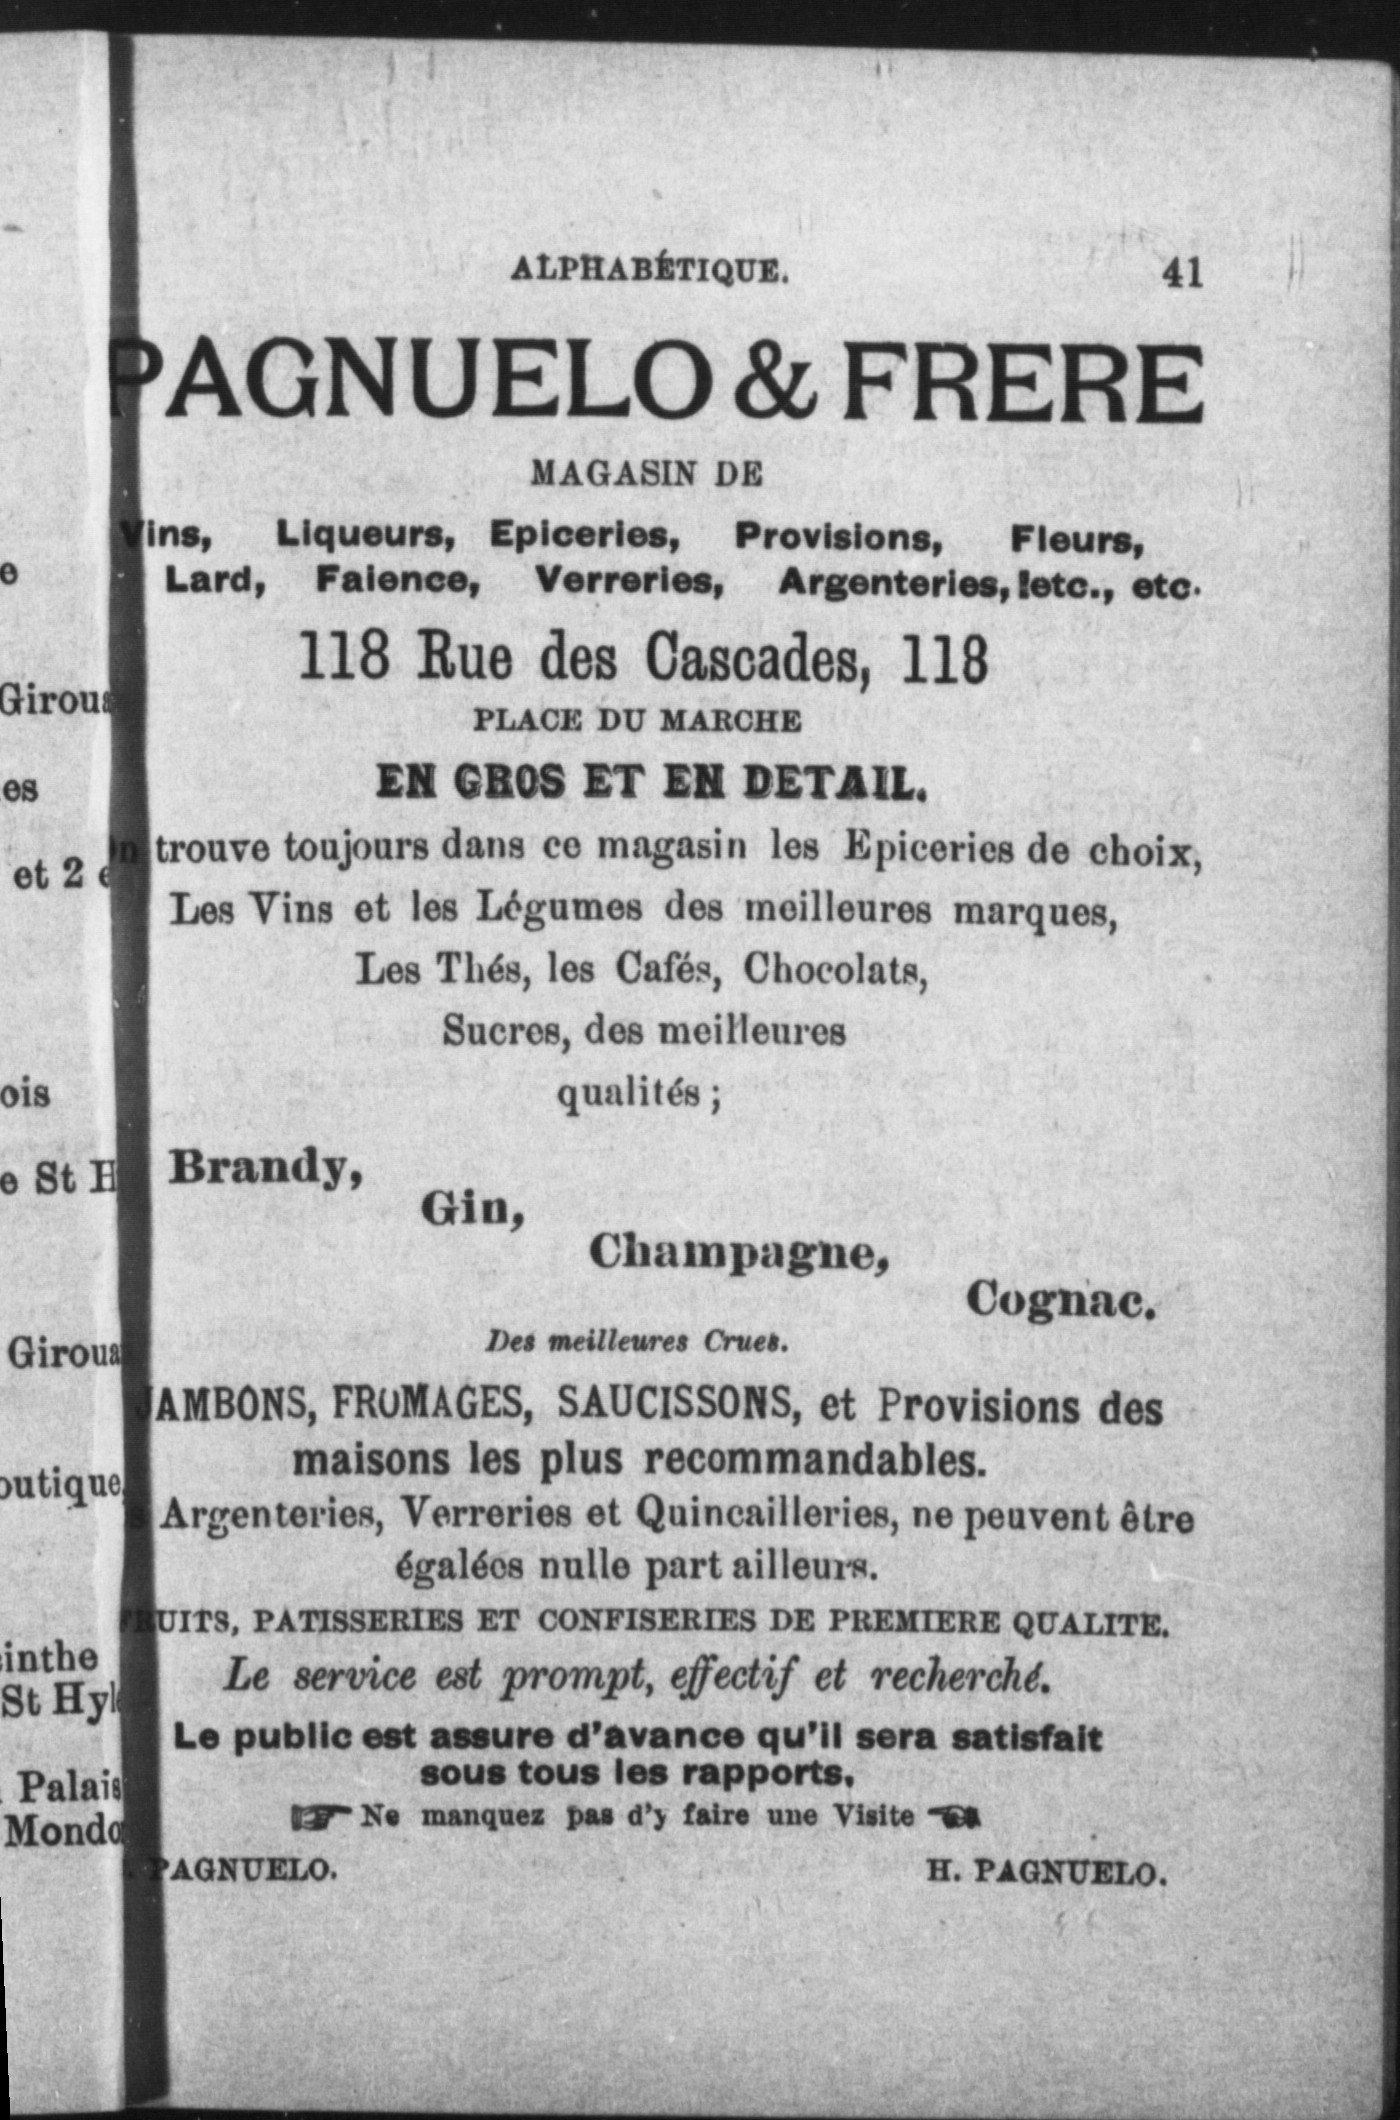 ALPHABÉTIQUE. 41
PAGNUELO & FRERE
MAGASIN DE
Vins, Liqueurs, Epiceries, Provisions, Fleurs,
Lard, Faience, Verreries, Argenteries, etc., etc.
118 Rue des Cascades, 118
PLACE DU MARCHE
EN GROS ET EN DETAIL.
On trouve toujours dans ce magasin les Epiceries de choix,
Les Vins et les Légumes des meilleures marques,
Les Thés, les Cafés, Chocolats,
Sucres, des meilleures
qualités ;
Brandy,
Gin,
Champagne,
Cognac.
Des meilleures Crues.
JAMBONS, FROMAGES, SAUCISSONS, et Provisions des
maisons les plus recommandables.
Argenteries, Verreries et Quincailleries, ne peuvent être
égalées nulle part ailleurs.
FRUITS, PATISSERIES ET CONFISERIES DE PREMIERE QUALITE.
Le service est prompt, effectif et recherché.
Le public est assure d'avance qu'il sera satisfait
sous tous les rapports.
Ne manquez pas d'y faire une Visite
PAGNUELO. H. PAGNUELO.